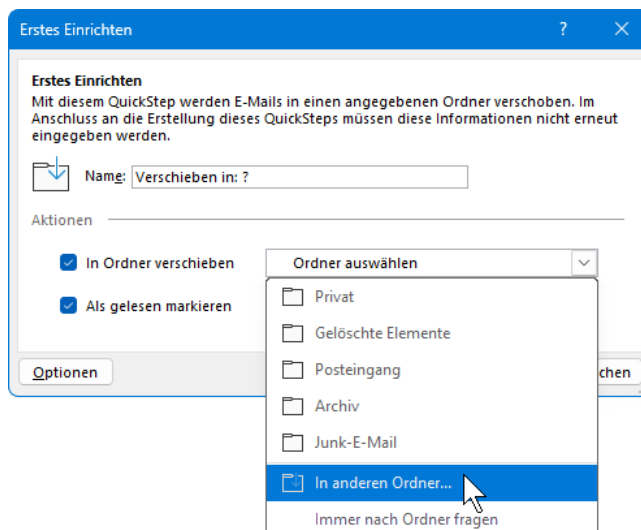 Erstes Einrichten
?
Erstes Einrichten
Mit diesem QuickStep werden E-Mails in einen angegebenen Ordner verschoben. Im
Anschluss an die Erstellung dieses QuickSteps müssen diese Informationen nicht erneut
eingegeben werden.
Name: Verschieben in: ?
Aktionen
In Ordner verschieben Ordner auswählen
Als gelesen markieren
Privat
Gelöschte Elemente
Posteingang
Archiv
Junk-E-Mail
In anderen Ordner...
Immer nach Ordner fragen
Optionen
chen